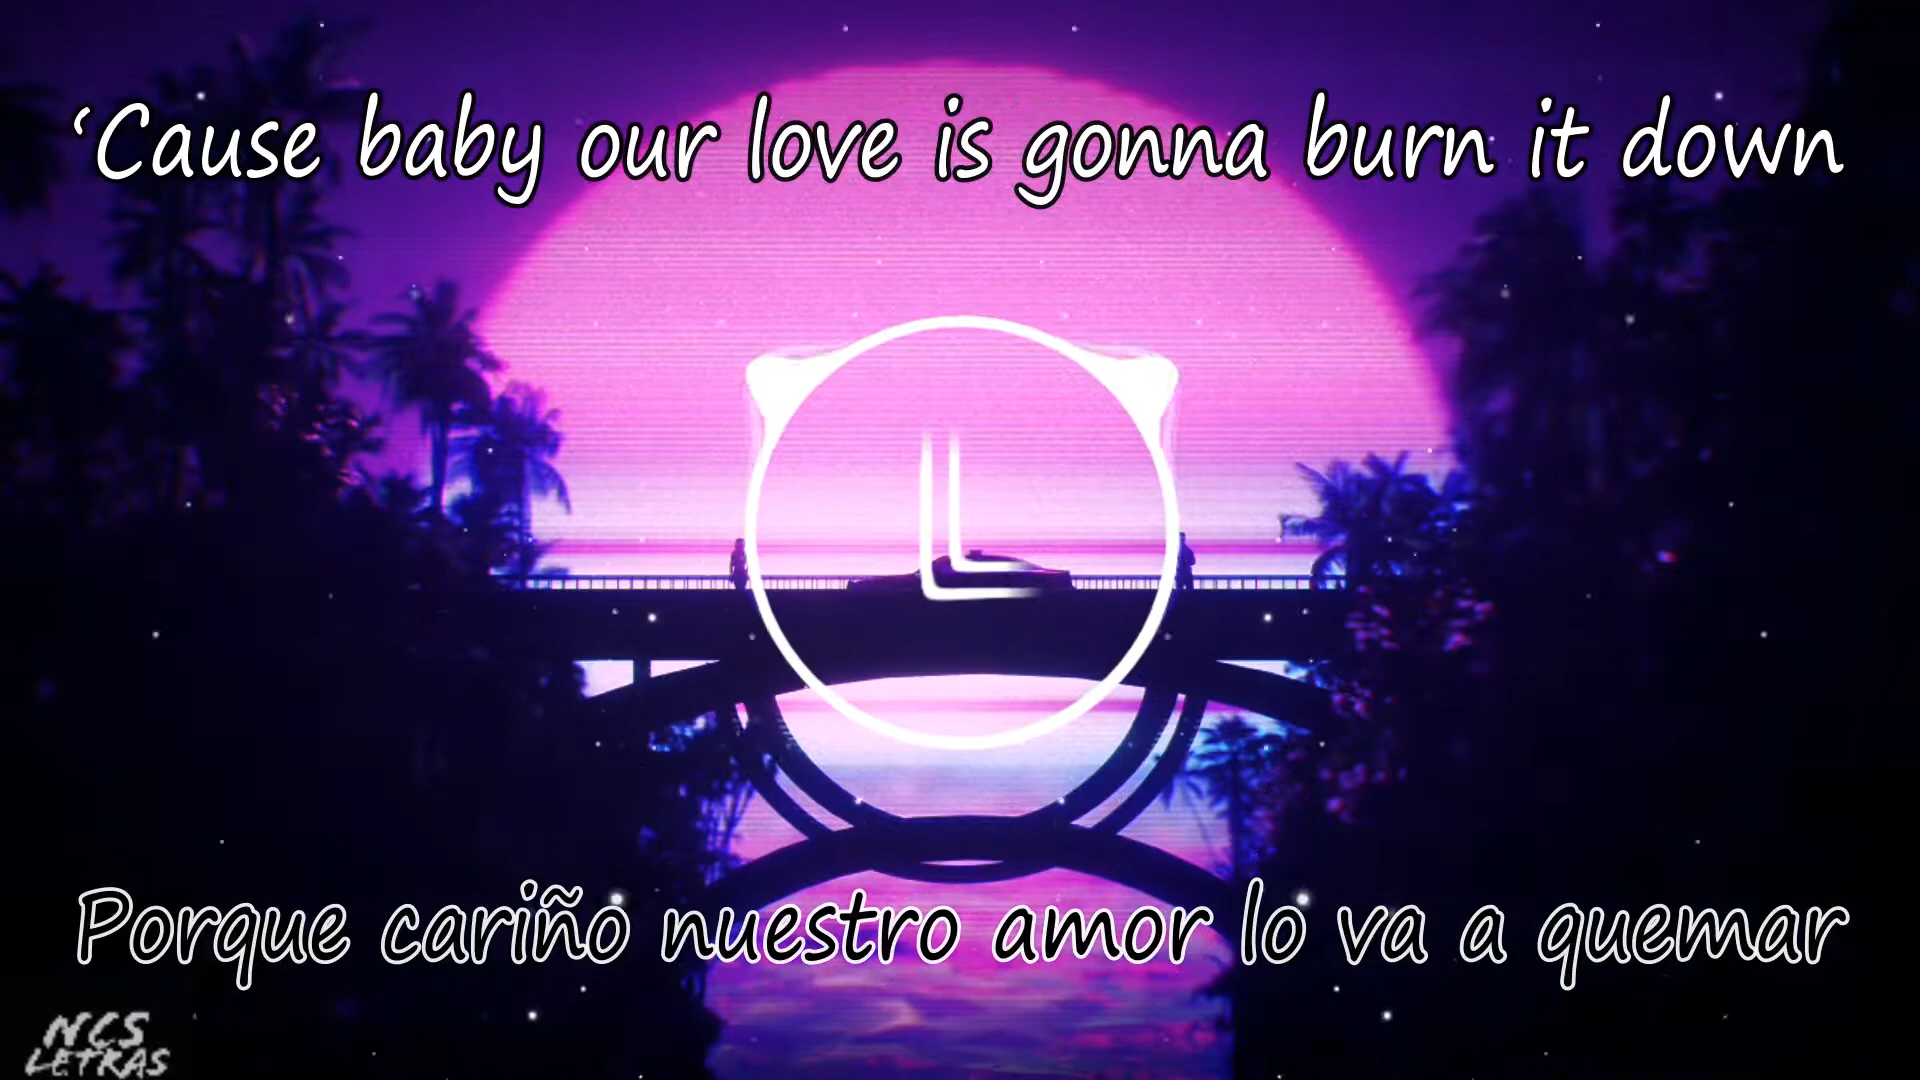 ‘Cause baby our love is gonna burn it down
Porque cariño nuestro amor lo va a quemar
NCS
LETRAS